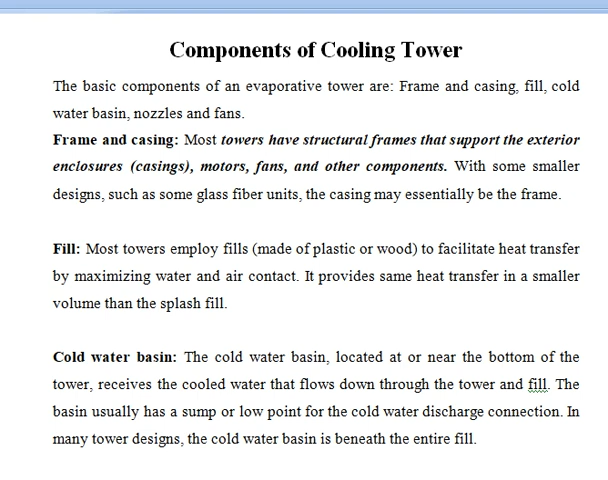 Components of Cooling Tower
The basic components of an evaporative tower are: Frame and casing, fill, cold
water basin, nozzles and fans.
Frame and casing: Most towers have structural frames that support the exterior
enclosures (casings), motors, fans, and other components. With some smaller
designs, such as some glass fiber units, the casing may essentially be the frame.
Fill: Most towers employ fills (made of plastic or wood) to facilitate heat transfer
by maximizing water and air contact. It provides same heat transfer in a smaller
volume than the splash fill.
Cold water basin: The cold water basin, located at or near the bottom of the
tower, receives the cooled water that flows down through the tower and fill. The
basin usually has a sump or low point for the cold water discharge connection. In
many tower designs, the cold water basin is beneath the entire fill.